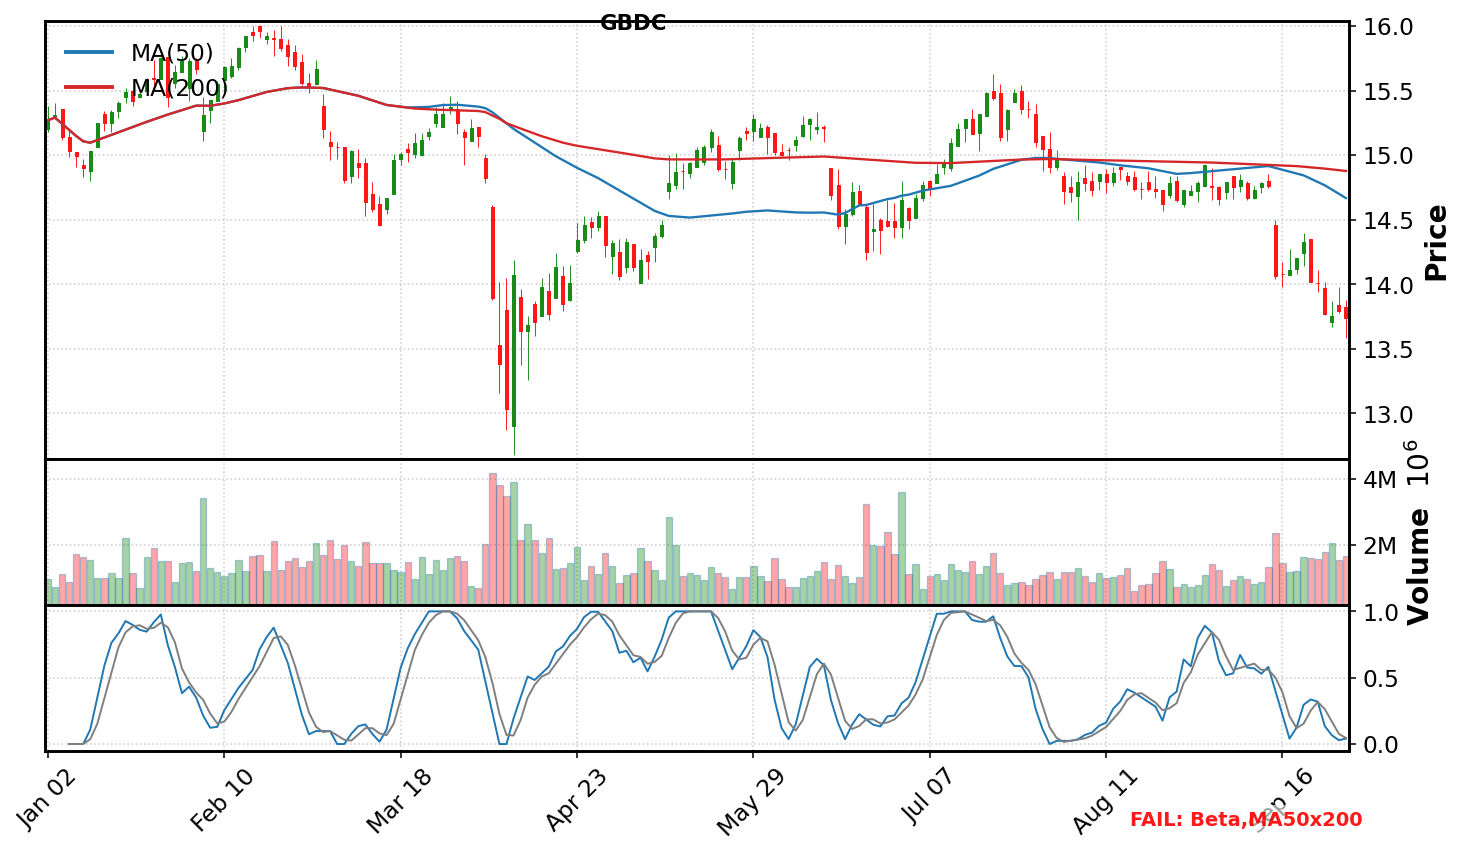 GBDC
MA(50)
MA(200)
16.0
15.5
15.0
14.5
14.0
13.5
13.0
Price
4M
2M
Volume 10^6
1.0
0.5
0.0
Jan 02
Feb 10
Mar 18
Apr 23
May 29
Jul 07
Aug 11
Sep 16
FAIL: Beta,MA50x200